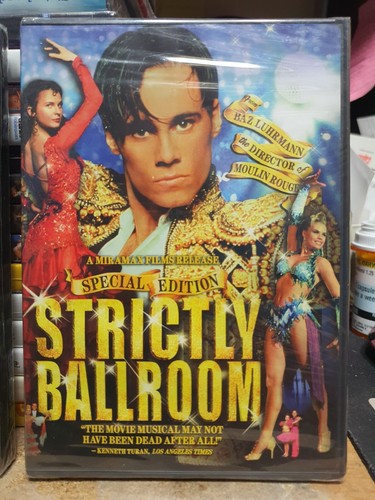 from
BAZ LUHRMANN,
the DIRECTOR of
MOULIN ROUGE
A MIRAMAX FILMS RELEASE
SPECIAL EDITION
STRICTLY
BALLROOM
"THE MOVIE MUSICAL MAY NOT
HAVE BEEN DEAD AFTER ALL!"
– KENNETH TURAN, LOS ANGELES TIMES